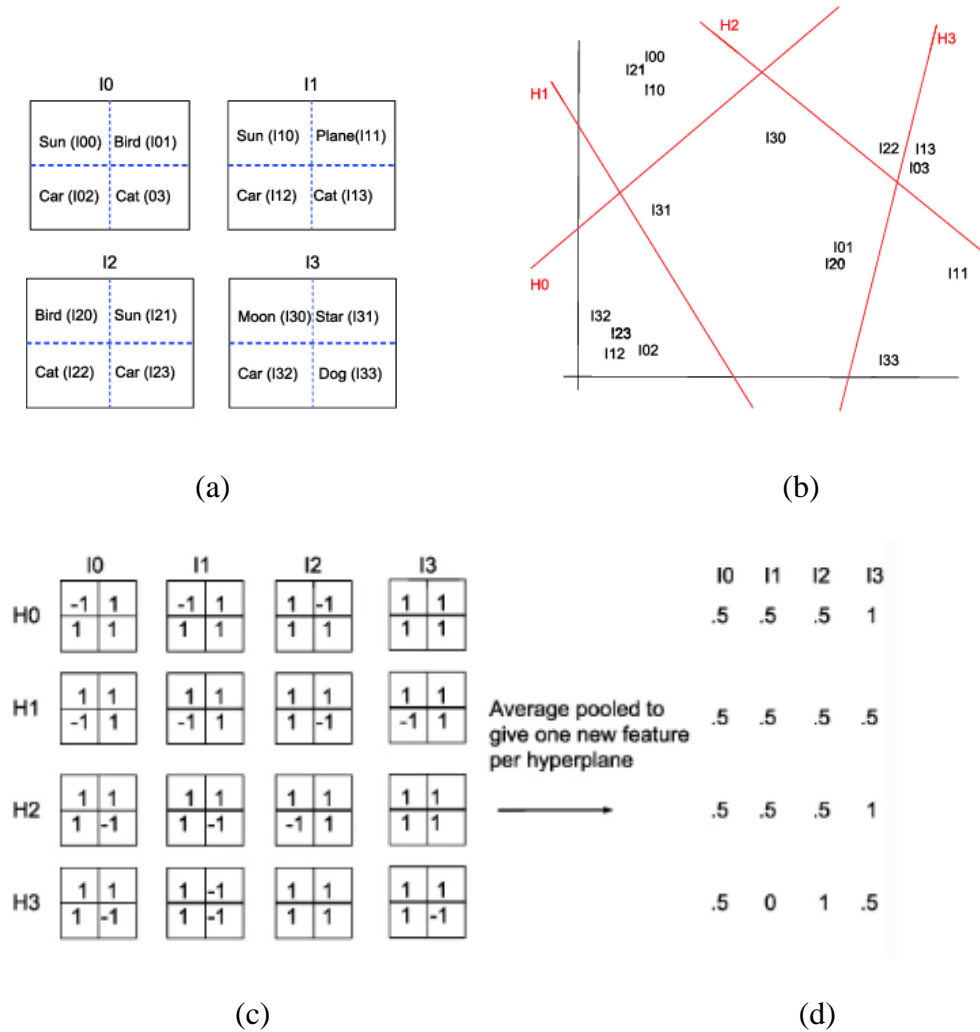 I0 I1
Sun (I00) Bird (I01) Sun (I10) Plane(I11)
Car (I02) Cat (03) Car (I12) Cat (I13)
I2 I3
Bird (I20) Sun (I21) Moon (I30) Star (I31)
Cat (I22) Car (I23) Car (I32) Dog (I33)
(a)
H2
H3
I00
I21
I10
H1
I30
I22 I13
I03
I31
I01
I20
I11
H0
I32
I23
I12 I02
I33
(b)
I0 I1 I2 I3
H0
-1 1 -1 1 1 -1 1 1
1 1 1 1 1 1 1 1
H1
1 1 1 1 1 1 1 1
-1 1 -1 1 1 -1 -1 1
H2
1 1 1 1 1 1 1 1
1 -1 1 -1 -1 1 1 1
H3
1 1 1 -1 1 1 1 1
1 -1 1 -1 1 1 1 -1
(c)
Average pooled to
give one new feature
per hyperplane
I0 I1 I2 I3
.5 .5 .5 1
.5 .5 .5 .5
.5 .5 .5 1
.5 0 1 .5
(d)